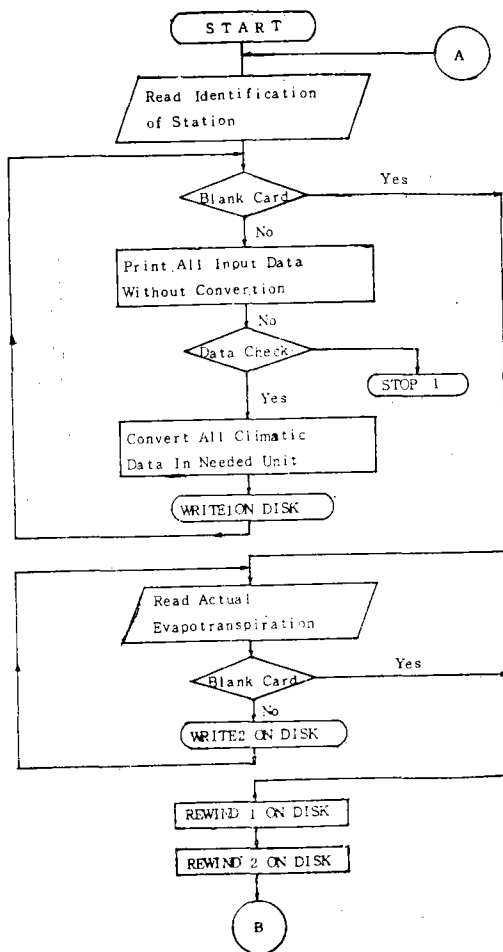 START
A
Read Identification
of Station
Yes
Blank Card
No
Print All Input Data
Without Convertion
No
Data Check
STOP 1
Yes
Convert All Climatic
Data In Needed Unit
WRITE1ON DISK
Read Actual
Evapotranspiration
Yes
Blank Card
No
WRITE2 ON DISK
REWIND 1 ON DISK
REWIND 2 ON DISK
B